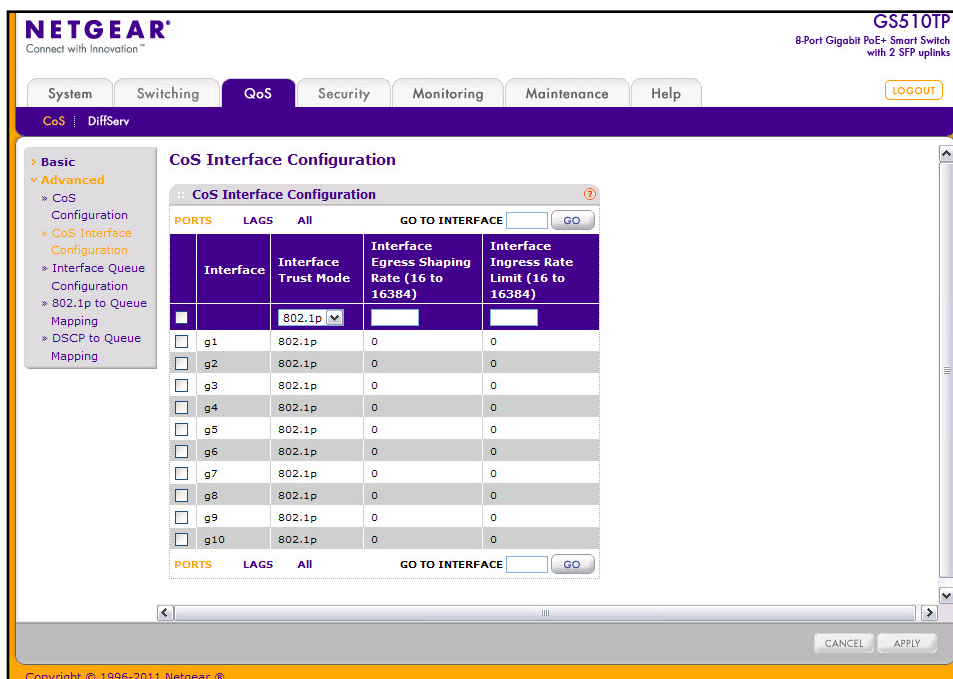 NETGEAR®
Connect with Innovation™
GS510TP
8-Port Gigabit PoE+ Smart Switch
with 2 SFP uplinks
System Switching QoS Security Monitoring Maintenance Help
LOGOUT
CoS DiffServ
Basic
Advanced
» CoS
Configuration
» CoS Interface
Configuration
» Interface Queue
Configuration
» 802.1p to Queue
Mapping
» DSCP to Queue
Mapping
CoS Interface Configuration
CoS Interface Configuration ?
PORTS LAGS All GO TO INTERFACE GO
Interface
Interface
Trust Mode
Interface
Egress Shaping
Rate (16 to
16384)
Interface
Ingress Rate
Limit (16 to
16384)
802.1p
g1 802.1p 0 0
g2 802.1p 0 0
g3 802.1p 0 0
g4 802.1p 0 0
g5 802.1p 0 0
g6 802.1p 0 0
g7 802.1p 0 0
g8 802.1p 0 0
g9 802.1p 0 0
g10 802.1p 0 0
PORTS LAGS All GO TO INTERFACE GO
CANCEL APPLY
Copyright © 1996-2011 Netgear ®